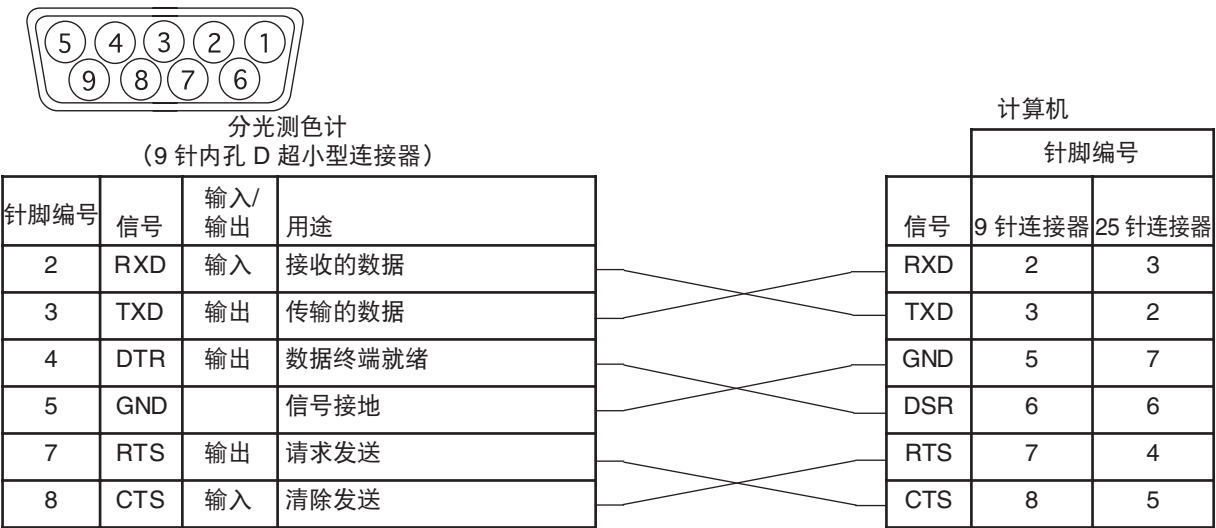 5 4 3 2 1
9 8 7 6
分光测色计
（9 针内孔 D 超小型连接器）
计算机
针脚编号
针脚编号 信号 输入/输出 用途 信号 9 针连接器 25 针连接器
2 RXD 输入 接收的数据 RXD 2 3
3 TXD 输出 传输的数据 TXD 3 2
4 DTR 输出 数据终端就绪 GND 5 7
5 GND 信号接地 DSR 6 6
7 RTS 输出 请求发送 RTS 7 4
8 CTS 输入 清除发送 CTS 8 5